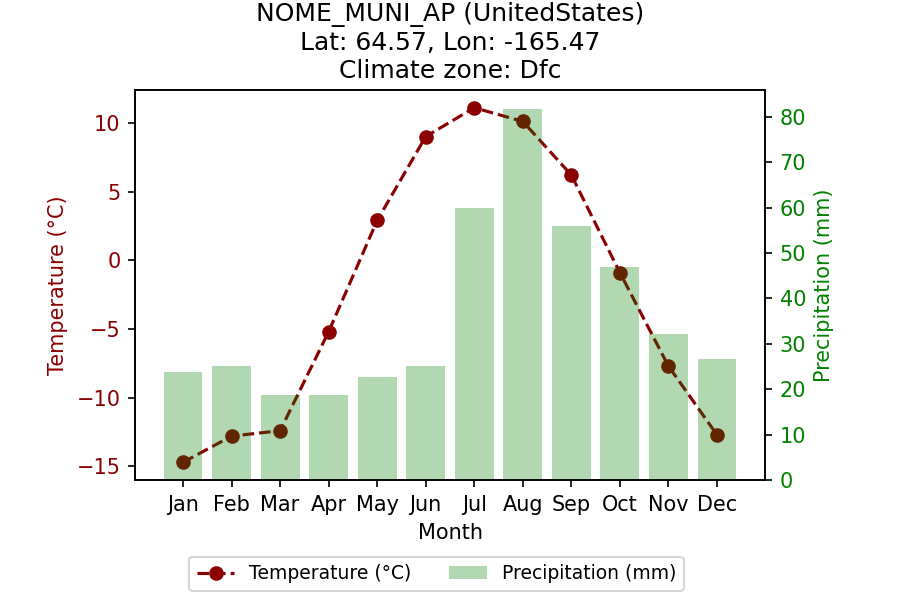 NOME_MUNI_AP (UnitedStates)
Lat: 64.57, Lon: -165.47
Climate zone: Dfc
10
5
0
−5
−10
−15
Temperature (°C)
80
70
60
50
40
30
20
10
0
Precipitation (mm)
Jan Feb Mar Apr May Jun Jul Aug Sep Oct Nov Dec
Month
Temperature (°C) Precipitation (mm)